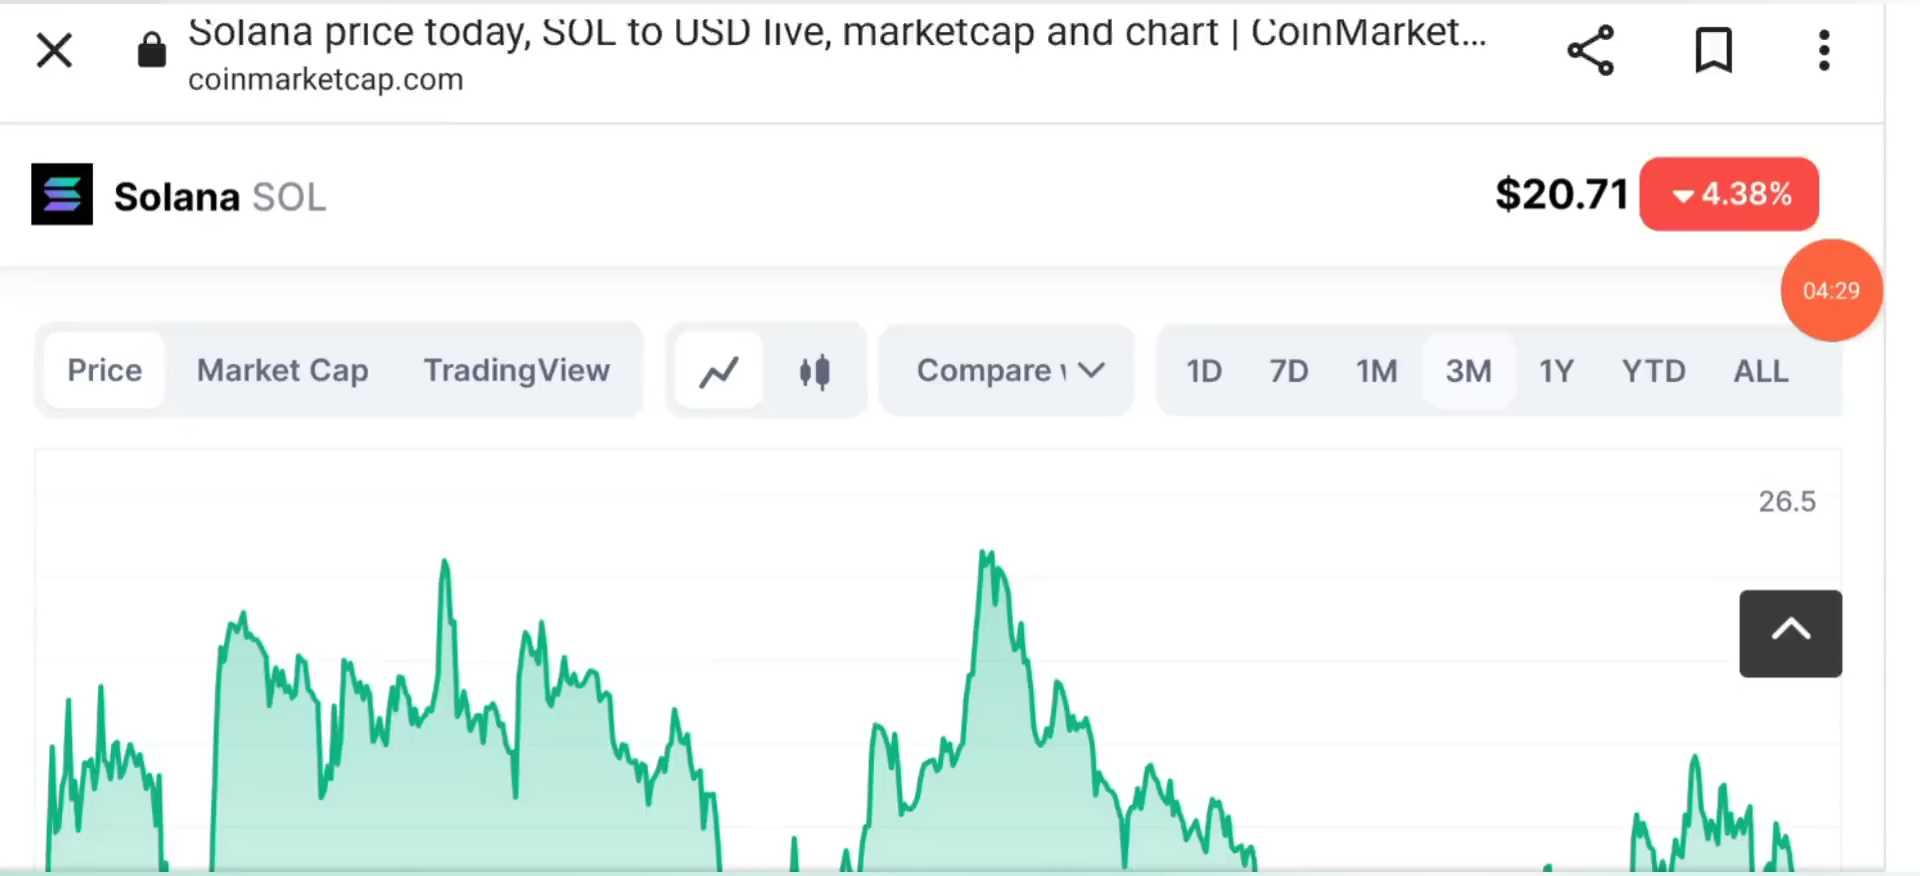 Solana price today, SOL to USD live, marketcap and chart | CoinMarket...
coinmarketcap.com
Solana SOL
$20.71 4.38%
04:29
Price Market Cap TradingView Compare 1D 7D 1M 3M 1Y YTD ALL
26.5